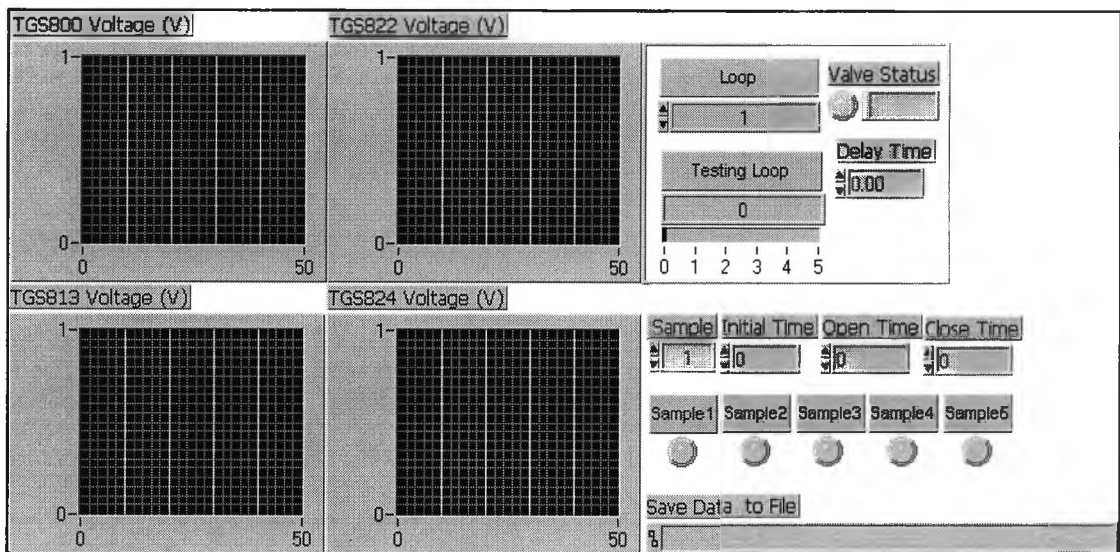 TGS800 Voltage (V)
1
0
0 50
TGS822 Voltage (V)
1
0
0 50
Loop
1
Valve Status
Testing Loop
0
0 1 2 3 4 5
Delay Time
0.00
TGS813 Voltage (V)
1
0
0 50
TGS824 Voltage (V)
1
0
0 50
Sample Initial Time Open Time Close Time
1 0 0 0
Sample1 Sample2 Sample3 Sample4 Sample5
Save Data to File